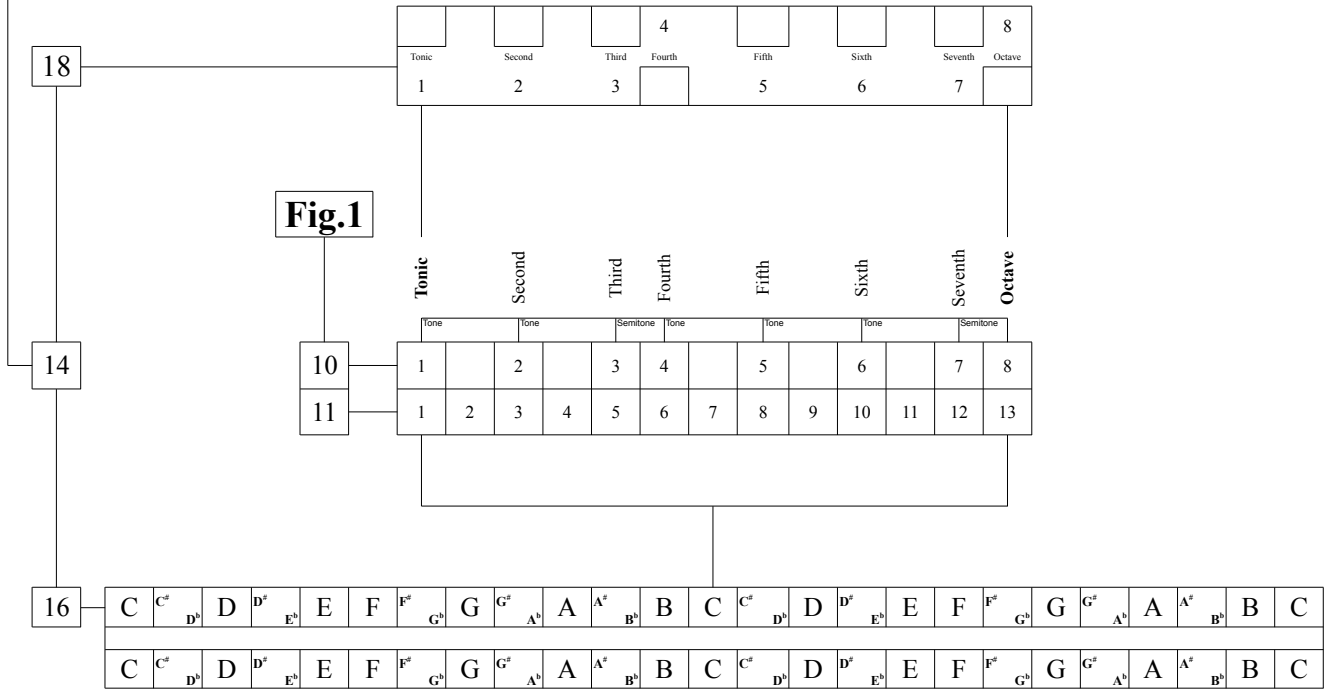 4 8
18
Tonic Second Third Fourth Fifth Sixth Seventh Octave
1 2 3 5 6 7
Fig.1
Tonic Second Third Fourth Fifth Sixth Seventh Octave
Tone Tone Semitone Tone Tone Tone Semitone
14
10 1 2 3 4 5 6 7 8
11 1 2 3 4 5 6 7 8 9 10 11 12 13
16 C C# Db D D# Eb E F F# Gb G G# Ab A A# Bb B C C# Db D D# Eb E F F# Gb G G# Ab A A# Bb B C
C C# Db D D# Eb E F F# Gb G G# Ab A A# Bb B C C# Db D D# Eb E F F# Gb G G# Ab A A# Bb B C